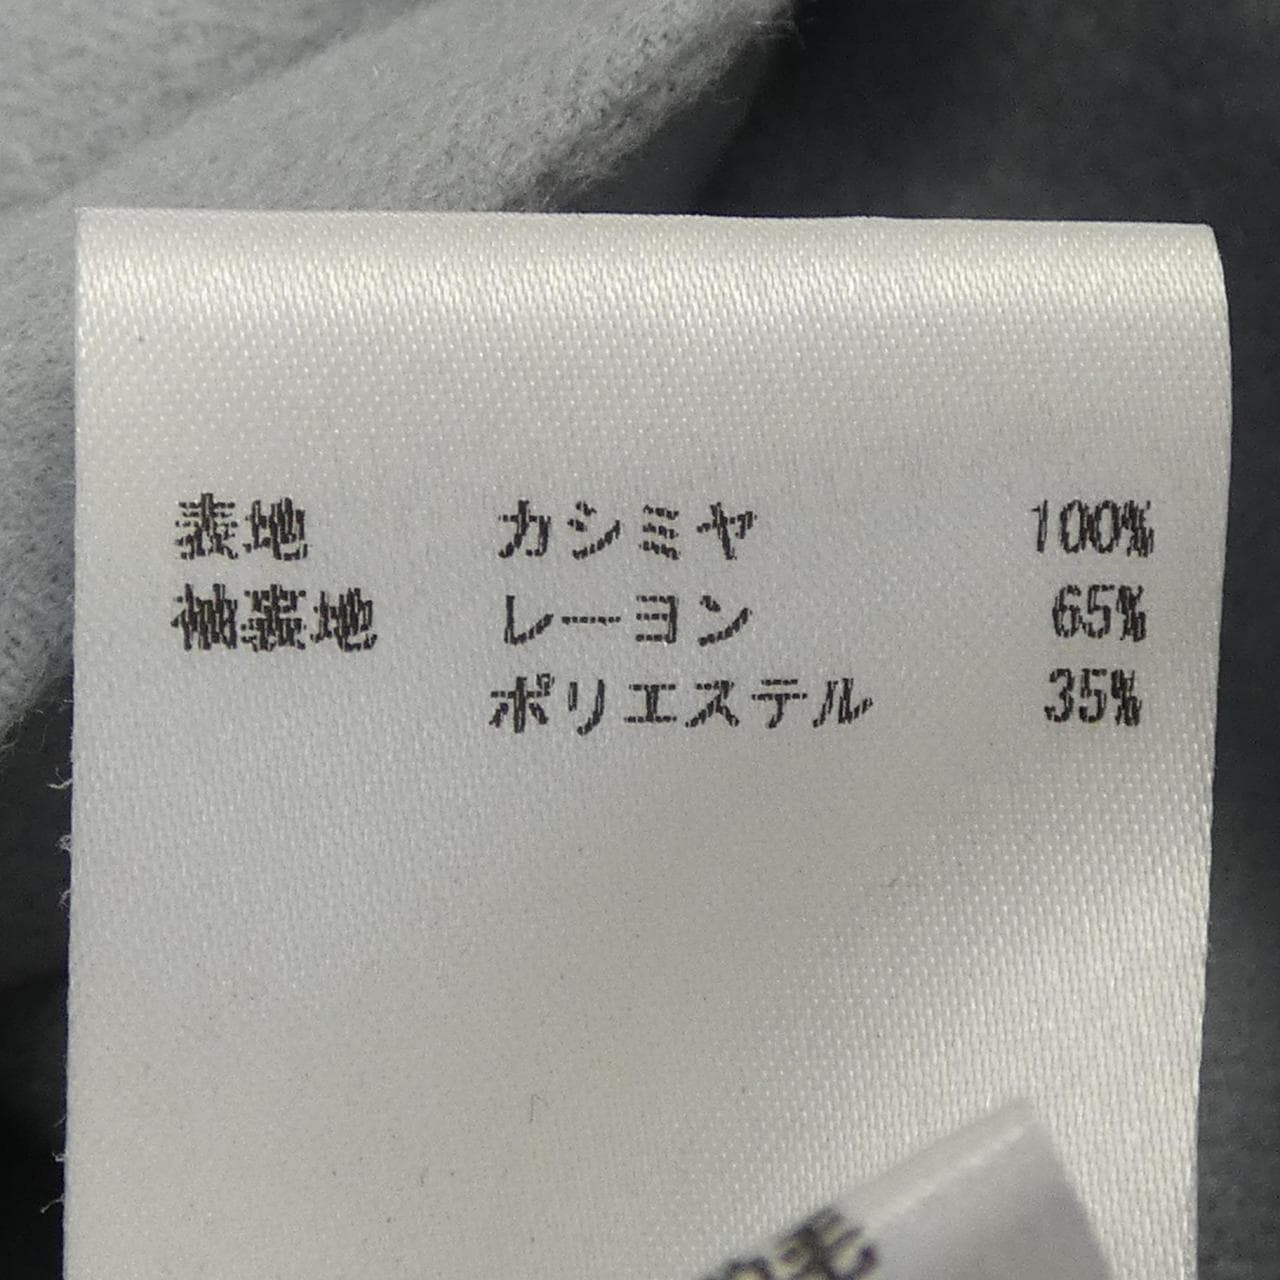 表地 カシミヤ 100%
袖裏地 レーヨン 65%
ポリエステル 35%
毛